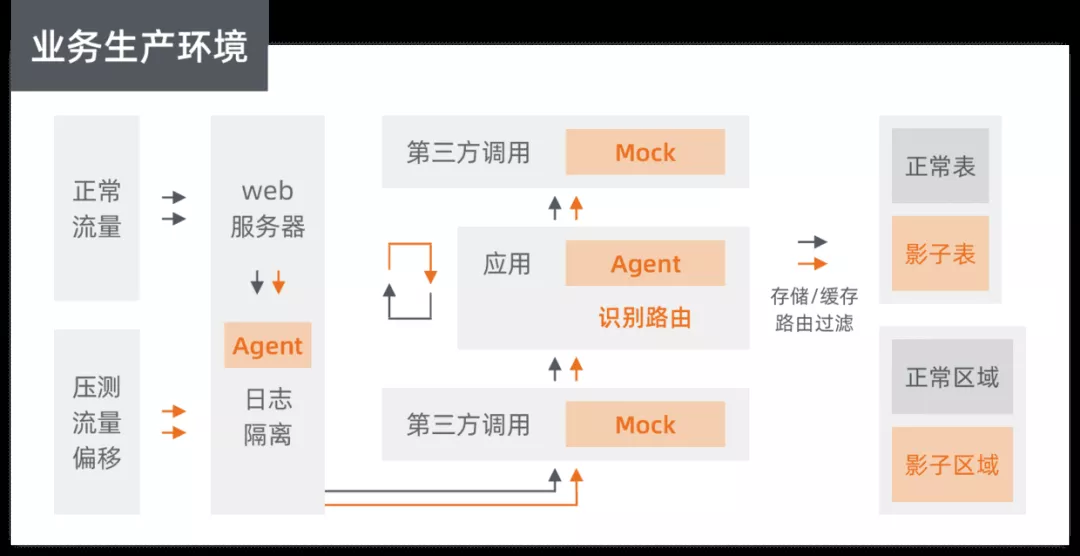 业务生产环境
正常
流量
压测
流量
偏移
web
服务器
Agent
日志
隔离
第三方调用
Mock
应用
Agent
识别路由
第三方调用
Mock
存储/缓存
路由过滤
正常表
影子表
正常区域
影子区域